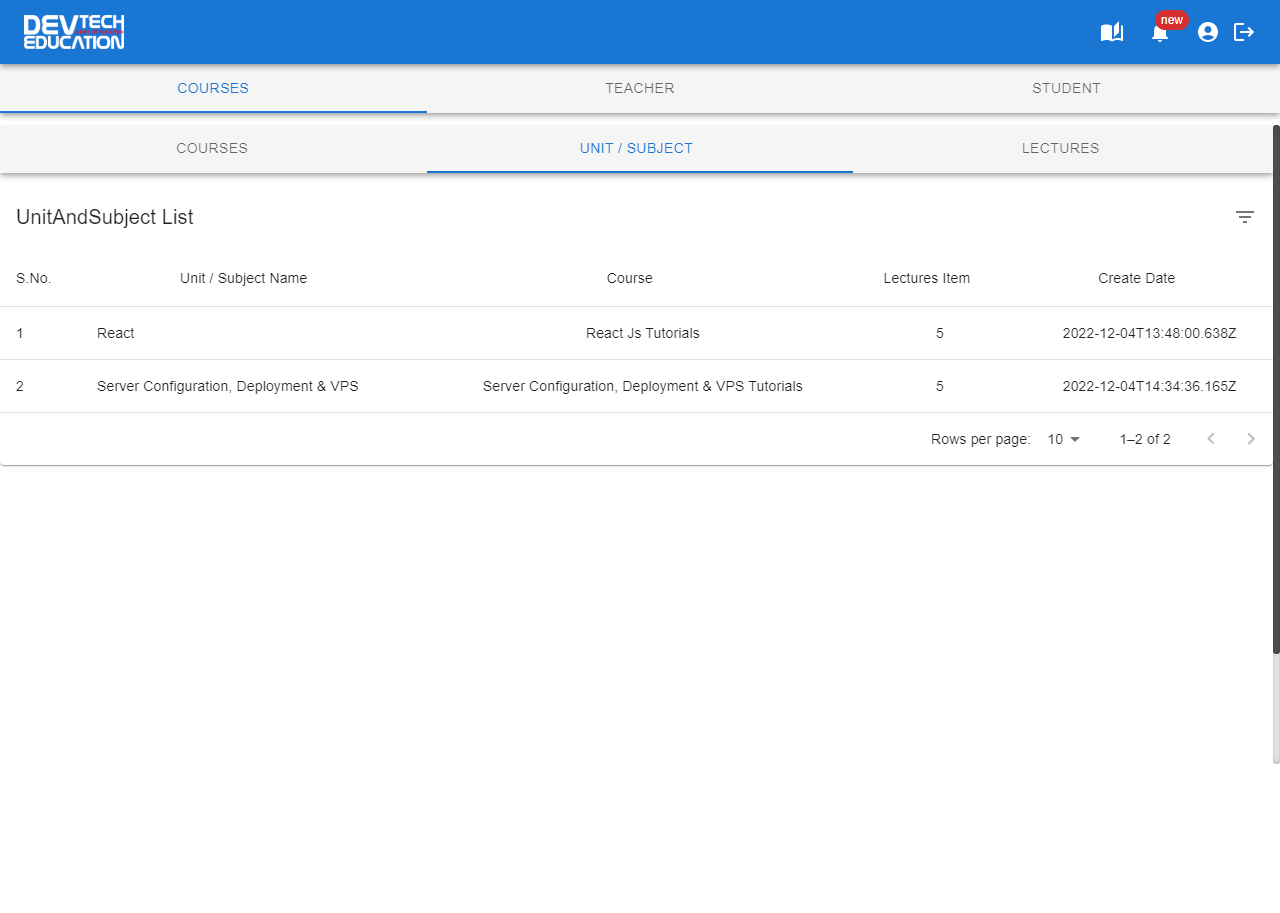 DEVTECH
EDUCATION
new
COURSES TEACHER STUDENT
COURSES UNIT / SUBJECT LECTURES
UnitAndSubject List
S.No. Unit / Subject Name Course Lectures Item Create Date
1 React React Js Tutorials 5 2022-12-04T13:48:00.638Z
2 Server Configuration, Deployment & VPS Server Configuration, Deployment & VPS Tutorials 5 2022-12-04T14:34:36.165Z
Rows per page: 10 1–2 of 2